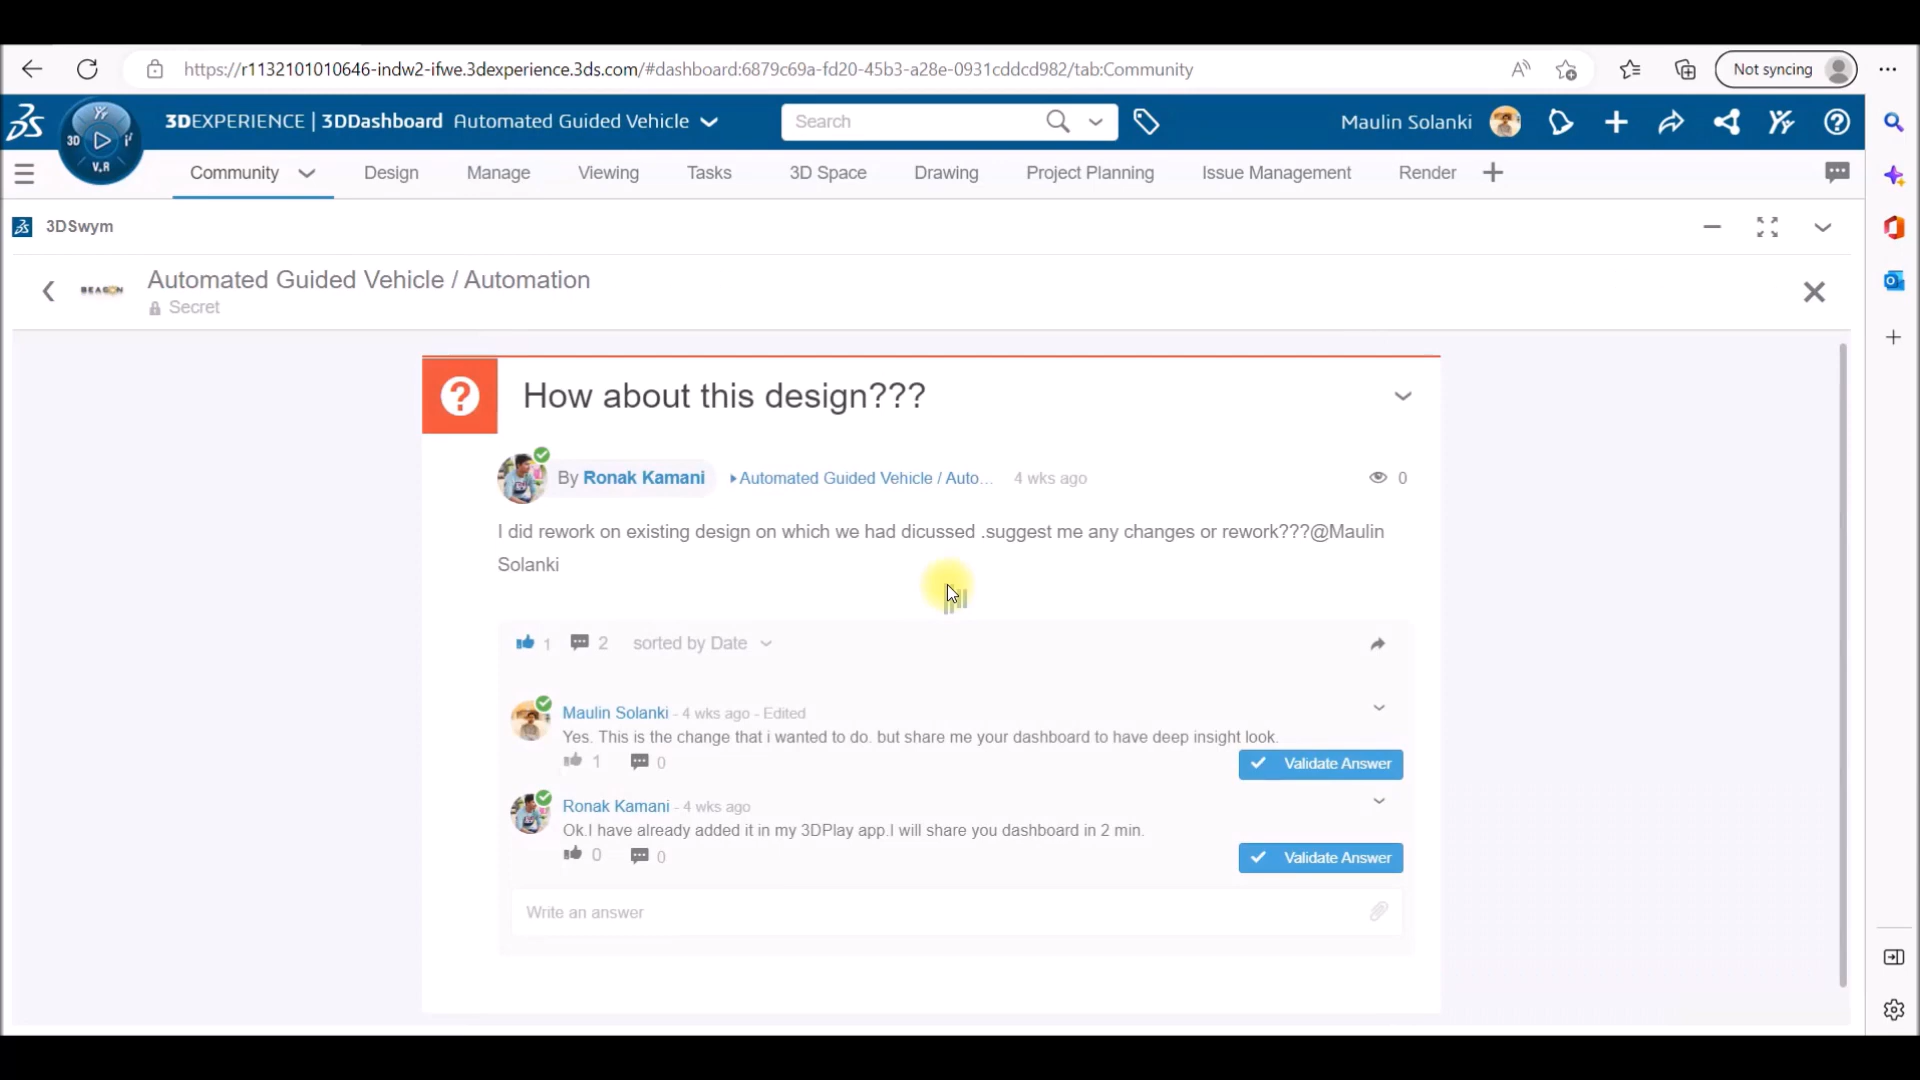 https://r1132101010646-indw2-ifwe.3dexperience.3ds.com/#dashboard:6879c69a-fd20-45b3-a28e-0931cddcd982/tab:Community
Not syncing
3DEXPERIENCE | 3DDashboard Automated Guided Vehicle
Search
Maulin Solanki
3D
V.R
Community
Design
Manage
Viewing
Tasks
3D Space
Drawing
Project Planning
Issue Management
Render
3DSwym
BEACON
Automated Guided Vehicle / Automation
Secret
How about this design???
By Ronak Kamani
Automated Guided Vehicle / Auto...
4 wks ago
0
I did rework on existing design on which we had dicussed .suggest me any changes or rework???@Maulin
Solanki
1
2
sorted by Date
Maulin Solanki - 4 wks ago - Edited
Yes. This is the change that i wanted to do. but share me your dashboard to have deep insight look.
1
0
Validate Answer
Ronak Kamani - 4 wks ago
Ok.I have already added it in my 3DPlay app.I will share you dashboard in 2 min.
0
0
Validate Answer
Write an answer